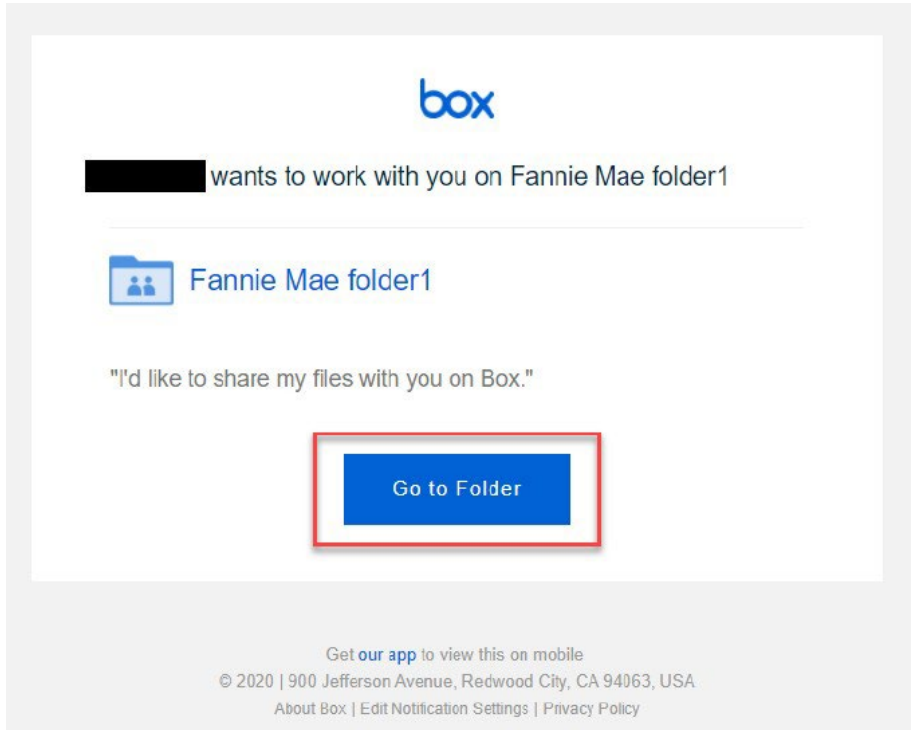 box
wants to work with you on Fannie Mae folder1
Fannie Mae folder1
"I'd like to share my files with you on Box."
Go to Folder
Get our app to view this on mobile
© 2020 | 900 Jefferson Avenue, Redwood City, CA 94063, USA
About Box | Edit Notification Settings | Privacy Policy